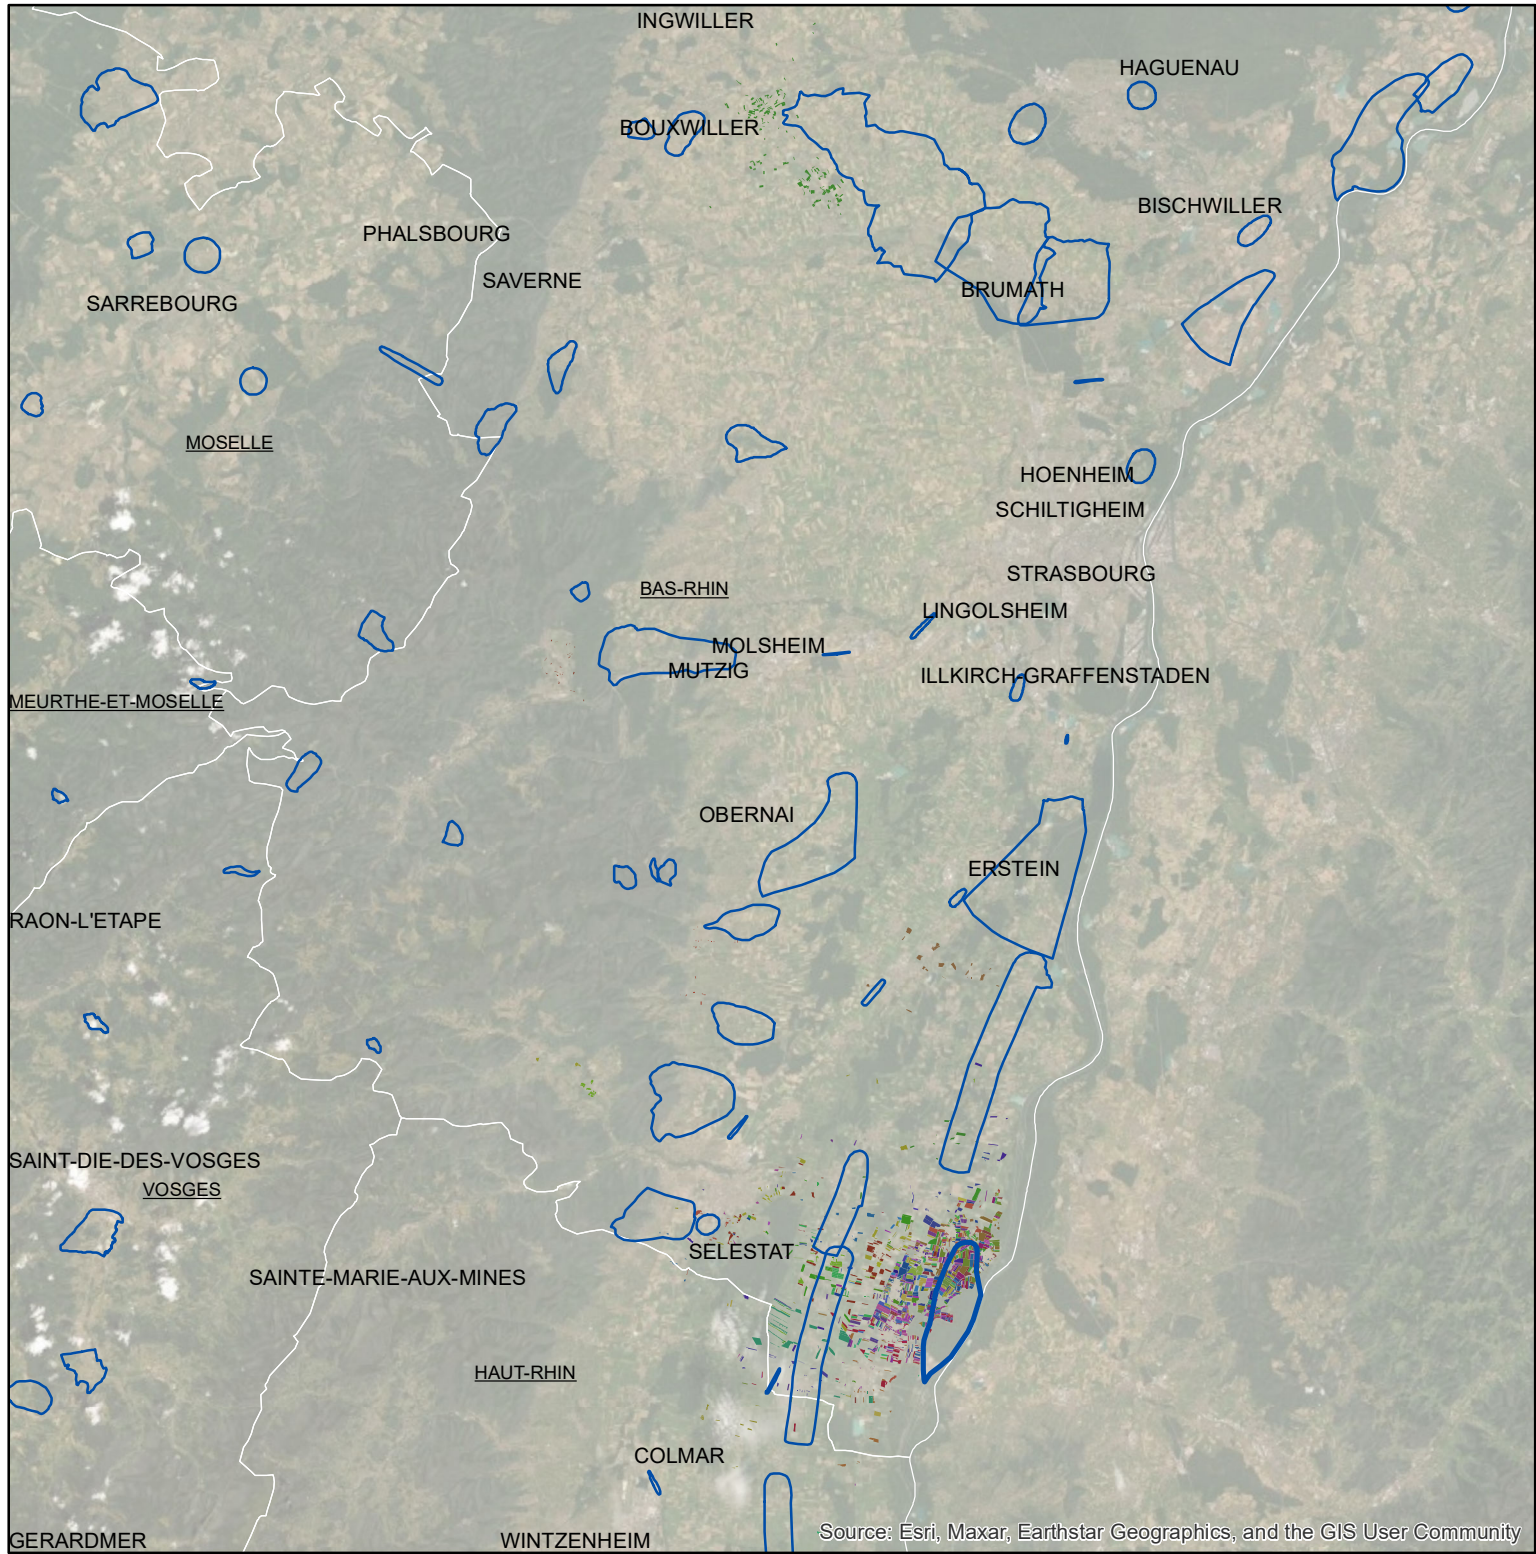 INGWILLER
HAGUENAU
BOUXWILLER
BISCHWILLER
PHALSBOURG
SAVERNE
SARREBOURG
BRUMATH
MOSELLE
HOENHEIM
SCHILTIGHEIM
STRASBOURG
BAS-RHIN
LINGOLSHEIM
MOLSHEIM
MUTZIG
ILLKIRCH-GRAFFENSTADEN
MEURTHE-ET-MOSELLE
OBERNAI
ERSTEIN
RAON-L'ETAPE
SAINT-DIE-DES-VOSGES
VOSGES
SELESTAT
SAINTE-MARIE-AUX-MINES
HAUT-RHIN
COLMAR
GERARDMER
WINTZENHEIM
Source: Esri, Maxar, Earthstar Geographics, and the GIS User Community